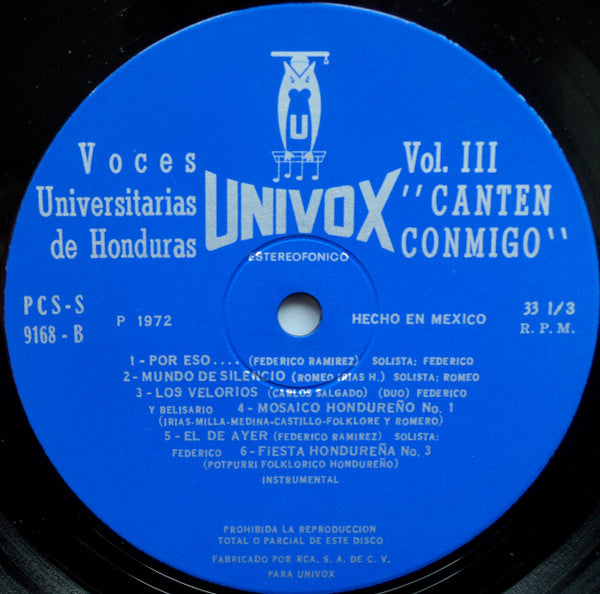 U
Voces
Universitarias
de Honduras
UNIVOX
Vol. III
"CANTEN
CONMIGO"
ESTEREOFONICO
PCS-S
9168-B
P 1972
HECHO EN MEXICO
33 1/3
R. P. M.
1-POR ESO.... (FEDERICO RAMIREZ) SOLISTA: FEDERICO
2-MUNDO DE SILENCIO (ROMEO IRIAS H.) SOLISTA: ROMEO
3-LOS VELORIOS (CARLOS SALGADO) (DUO) FEDERICO
Y BELISARIO 4-MOSAICO HONDUREÑO No. 1
(IRIAS-MILLA-MEDINA-CASTILLO-FOLKLORE Y ROMERO)
5-EL DE AYER (FEDERICO RAMIREZ) SOLISTA:
FEDERICO 6-FIESTA HONDUREÑA No. 3
(POTPURRI FOLKLORICO HONDUREÑO)
INSTRUMENTAL
PROHIBIDA LA REPRODUCCION
TOTAL O PARCIAL DE ESTE DISCO
FABRICADO POR RCA, S. A. DE C. V.
PARA UNIVOX